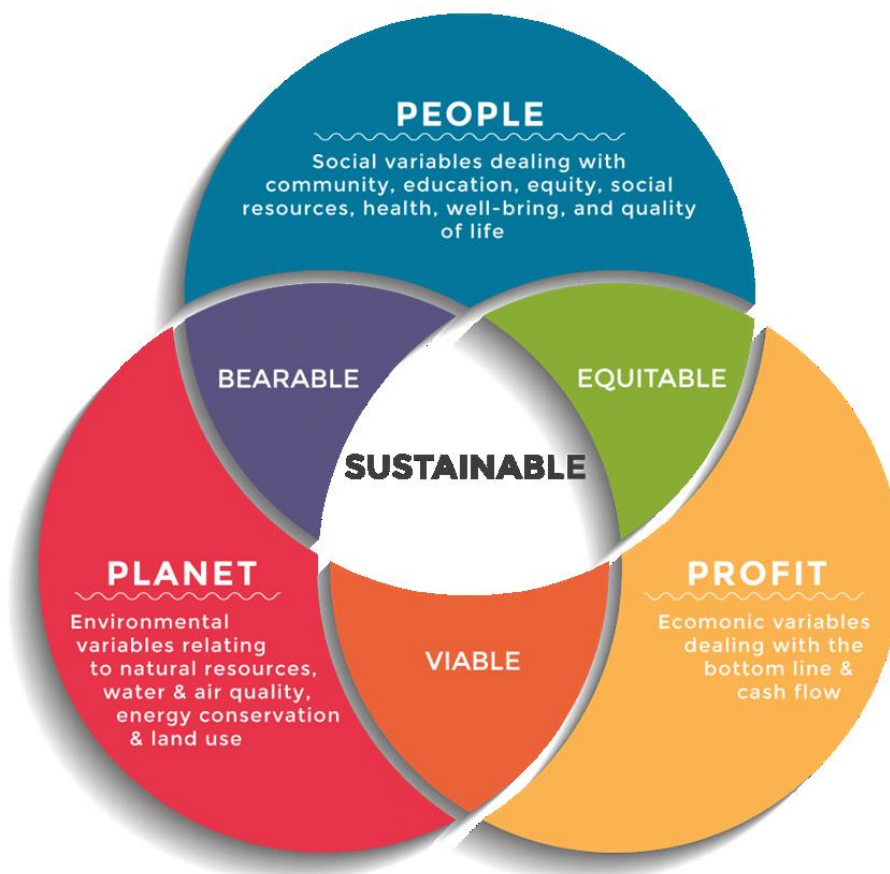 PEOPLE
Social variables dealing with
community, education, equity, social
resources, health, well-bring, and quality
of life
BEARABLE
EQUITABLE
SUSTAINABLE
PLANET
Environmental
variables relating
to natural resources,
water & air quality,
energy conservation
& land use
VIABLE
PROFIT
Ecomonic variables
dealing with the
bottom line &
cash flow